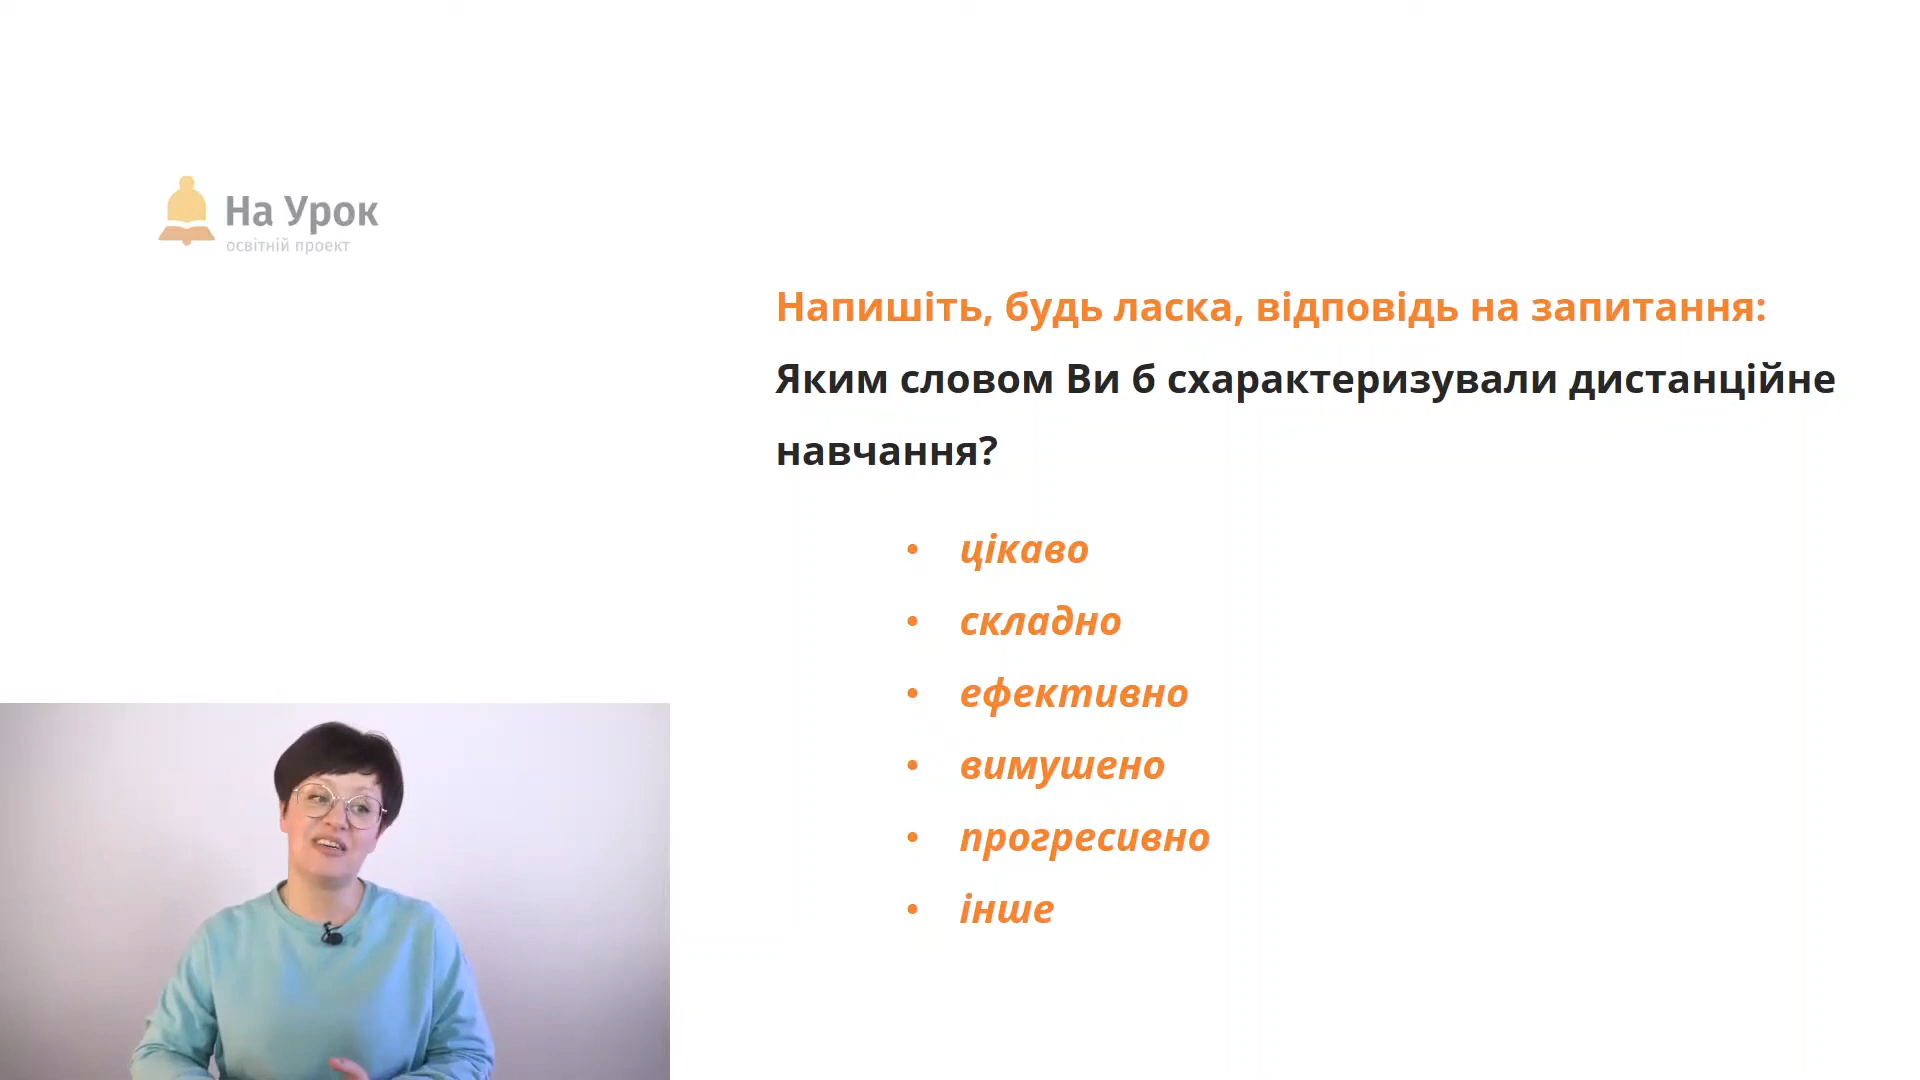 На Урок
освітній проект
Напишіть, будь ласка, відповідь на запитання:
Яким словом Ви б схарактеризували дистанційне
навчання?
• цікаво
• складно
• ефективно
• вимушено
• прогресивно
• інше